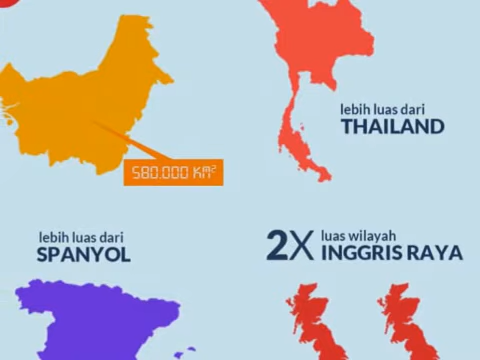 lebih luas dari
THAILAND
580.000 KM²
lebih luas dari
SPANYOL
2X luas wilayah
INGGRIS RAYA